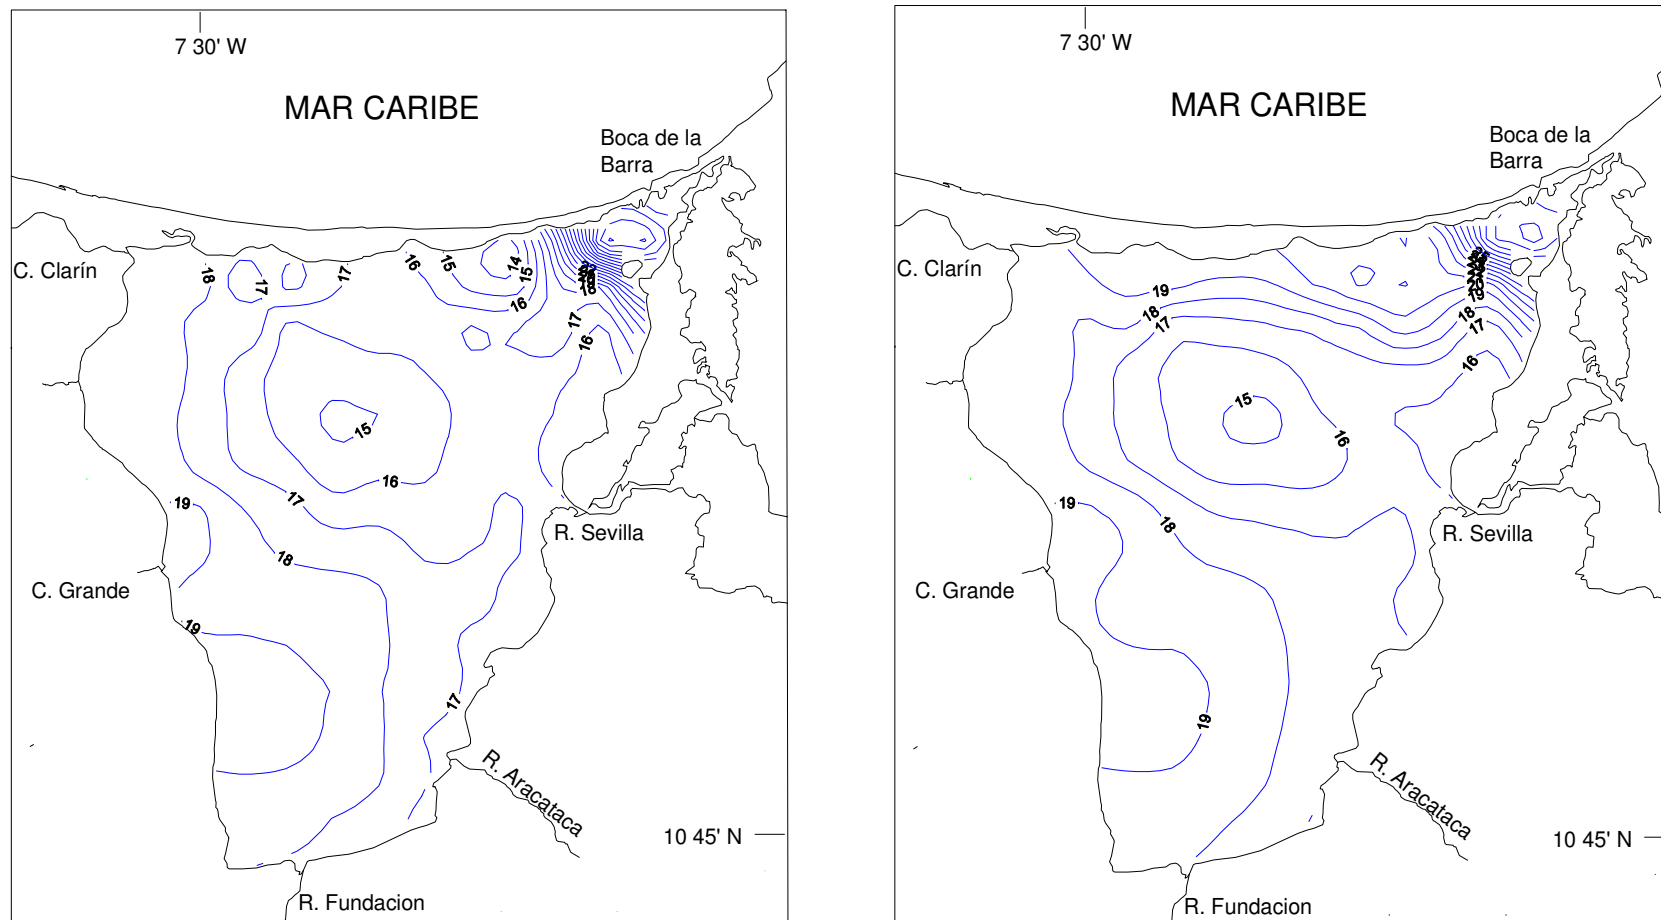 7 30' W
MAR CARIBE
Boca de la
Barra
C. Clarín
18
17
17
16
15
14
15
16
18
17
16
15
16
17
19
18
R. Sevilla
C. Grande
19
17
R. Aracataca
10 45' N
R. Fundacion
7 30' W
MAR CARIBE
Boca de la
Barra
C. Clarín
19
18
17
20
19
18
17
16
15
16
19
18
R. Sevilla
C. Grande
19
R. Aracataca
10 45' N
R. Fundacion